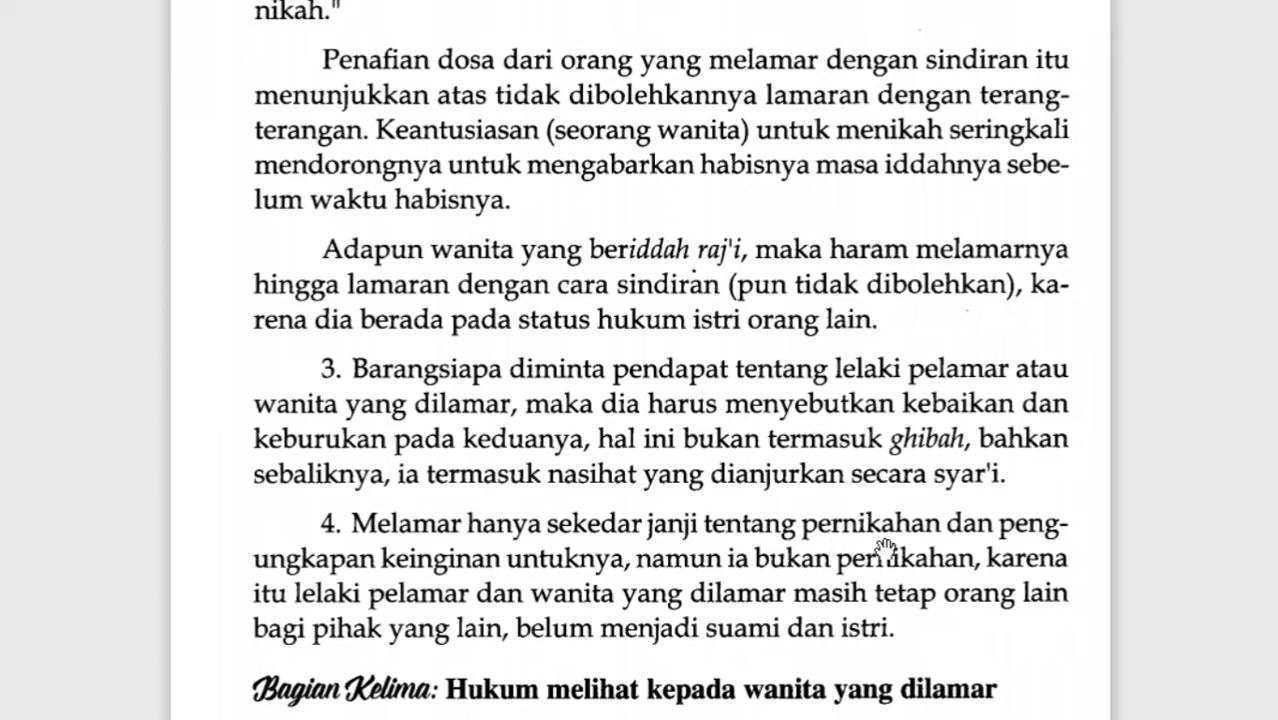 nikah."
Penafian dosa dari orang yang melamar dengan sindiran itu
menunjukkan atas tidak dibolehkannya lamaran dengan terang-
terangan. Keantusiasan (seorang wanita) untuk menikah seringkali
mendorongnya untuk mengabarkan habisnya masa iddahnya sebe-
lum waktu habisnya.
Adapun wanita yang beriddah raj'i, maka haram melamarnya
hingga lamaran dengan cara sindiran (pun tidak dibolehkan), ka-
rena dia berada pada status hukum istri orang lain.
3. Barangsiapa diminta pendapat tentang lelaki pelamar atau
wanita yang dilamar, maka dia harus menyebutkan kebaikan dan
keburukan pada keduanya, hal ini bukan termasuk ghibah, bahkan
sebaliknya, ia termasuk nasihat yang dianjurkan secara syar'i.
4. Melamar hanya sekedar janji tentang pernikahan dan peng-
ungkapan keinginan untuknya, namun ia bukan pernikahan, karena
itu lelaki pelamar dan wanita yang dilamar masih tetap orang lain
bagi pihak yang lain, belum menjadi suami dan istri.
Bagian Kelima: Hukum melihat kepada wanita yang dilamar